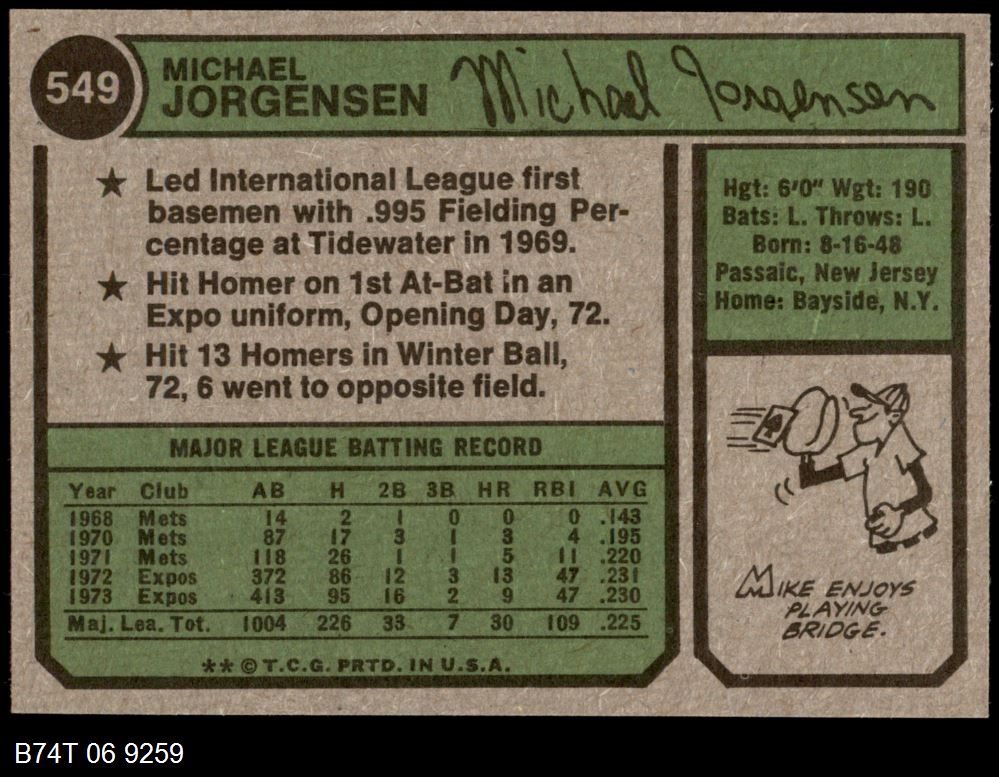 549
MICHAEL
JORGENSEN
Michael Jorgensen
★ Led International League first
basemen with .995 Fielding Per-
centage at Tidewater in 1969.
★ Hit Homer on 1st At-Bat in an
Expo uniform, Opening Day, 72.
★ Hit 13 Homers in Winter Ball,
72, 6 went to opposite field.
MAJOR LEAGUE BATTING RECORD
Year Club AB H 2B 3B HR RBI AVG
1968 Mets 14 2 1 0 0 0 .143
1970 Mets 87 17 3 1 3 4 .195
1971 Mets 118 26 1 1 5 11 .220
1972 Expos 372 86 12 3 13 47 .231
1973 Expos 413 95 16 2 9 47 .230
Maj. Lea. Tot. 1004 226 33 7 30 109 .225
** © T.C.G. PRTD. IN U.S.A.
Hgt: 6'0" Wgt: 190
Bats: L. Throws: L.
Born: 8-16-48
Passaic, New Jersey
Home: Bayside, N.Y.
MIKE ENJOYS
PLAYING
BRIDGE.
B74T 06 9259